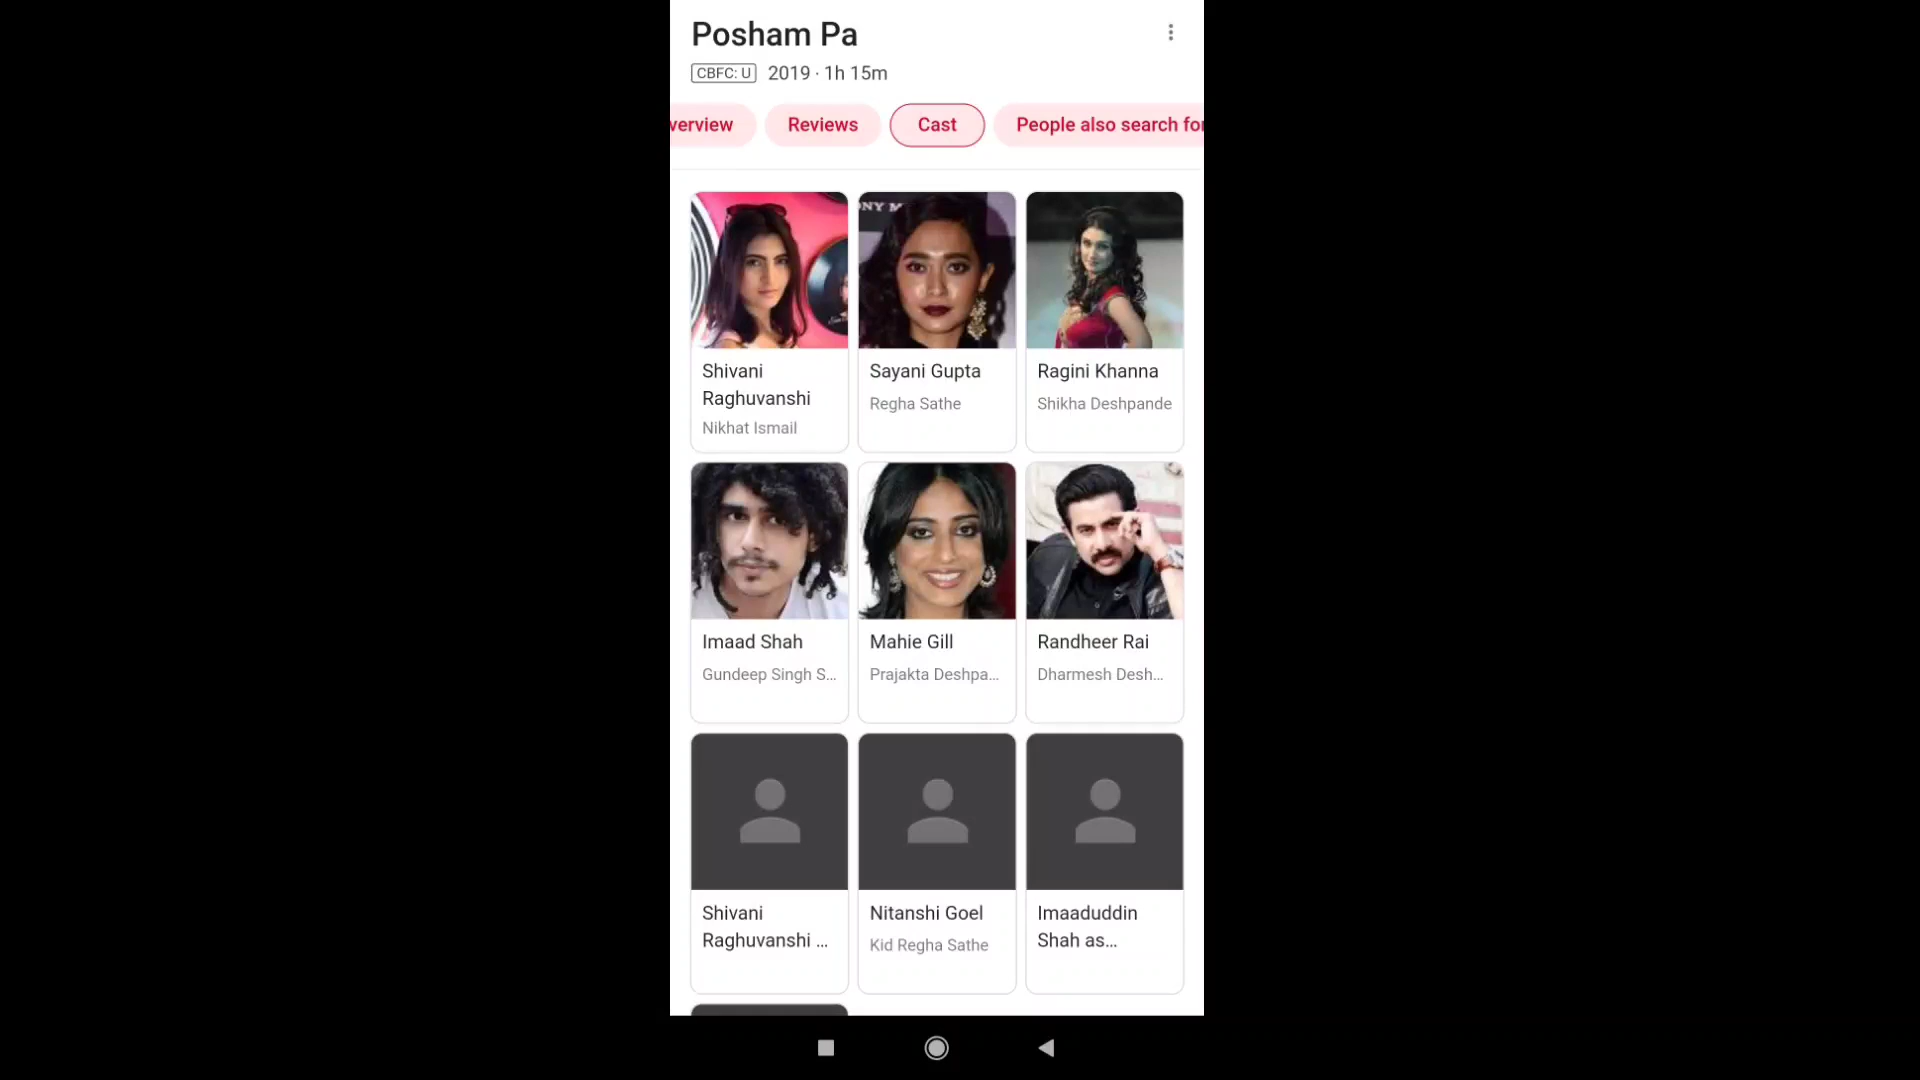 Posham Pa
CBFC: U 2019 · 1h 15m
verview Reviews Cast People also search for
ONY M
Shivani
Raghuvanshi
Nikhat Ismail
Sayani Gupta
Regha Sathe
Ragini Khanna
Shikha Deshpande
Imaad Shah
Gundeep Singh S...
Mahie Gill
Prajakta Deshpa...
Randheer Rai
Dharmesh Desh...
Shivani
Raghuvanshi ...
Nitanshi Goel
Kid Regha Sathe
Imaaduddin
Shah as...